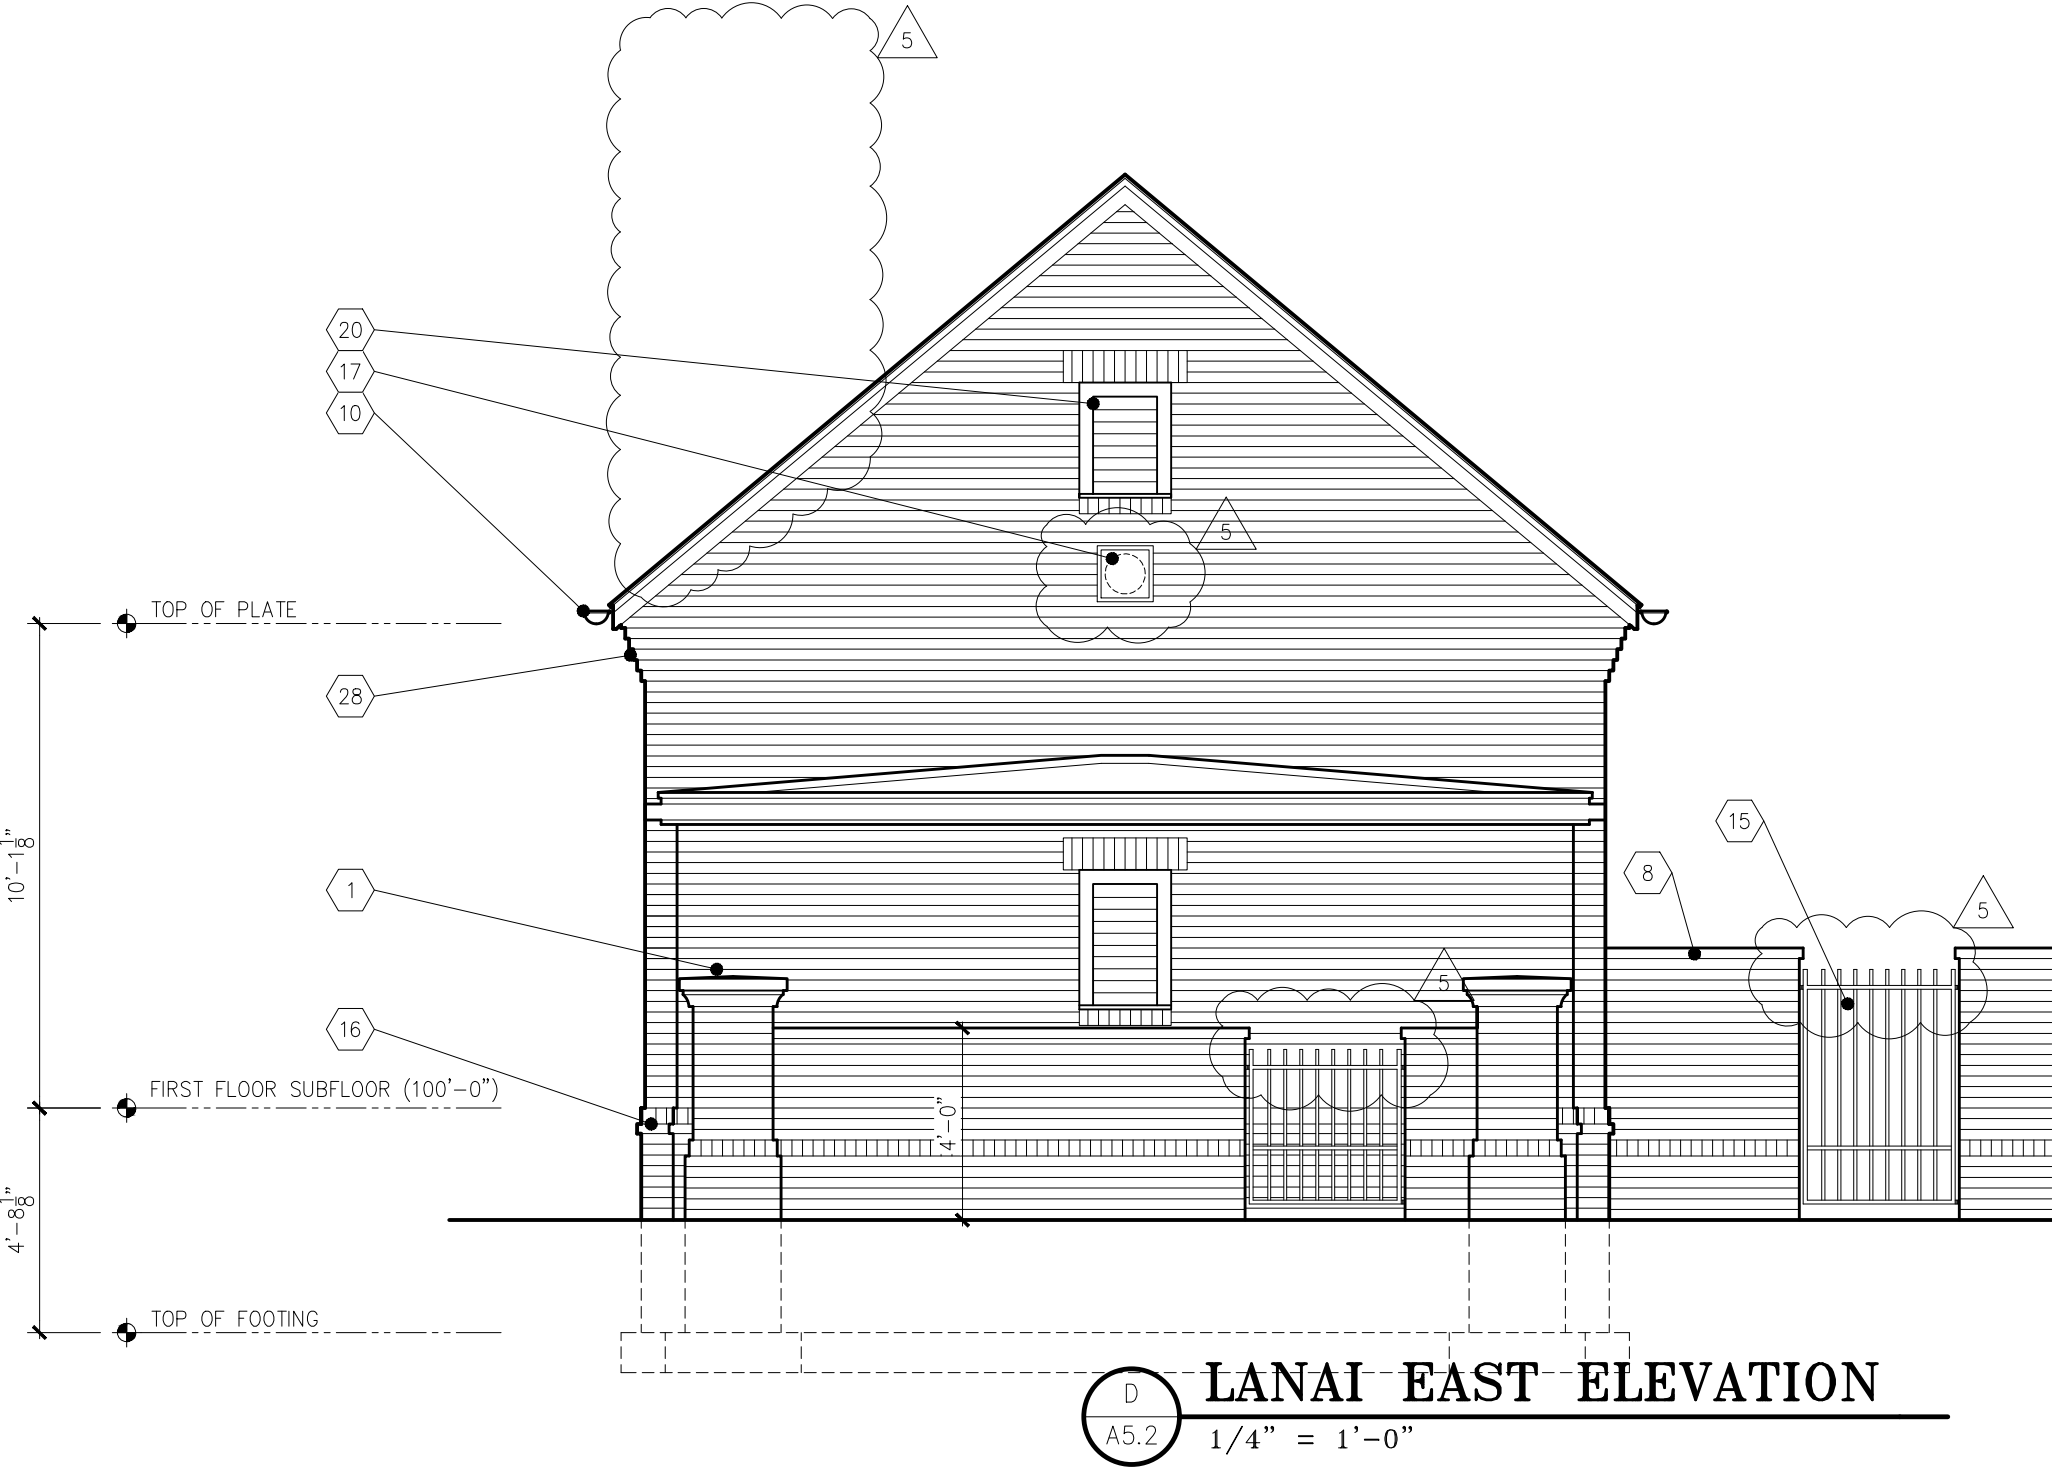 5
20
17
10
5
TOP OF PLATE
28
10'-1 1/8"
15
8
1
5
5
16
FIRST FLOOR SUBFLOOR (100'-0")
4'-0"
4'-8 1/8"
TOP OF FOOTING
D
A5.2
LANAI EAST ELEVATION
1/4" = 1'-0"